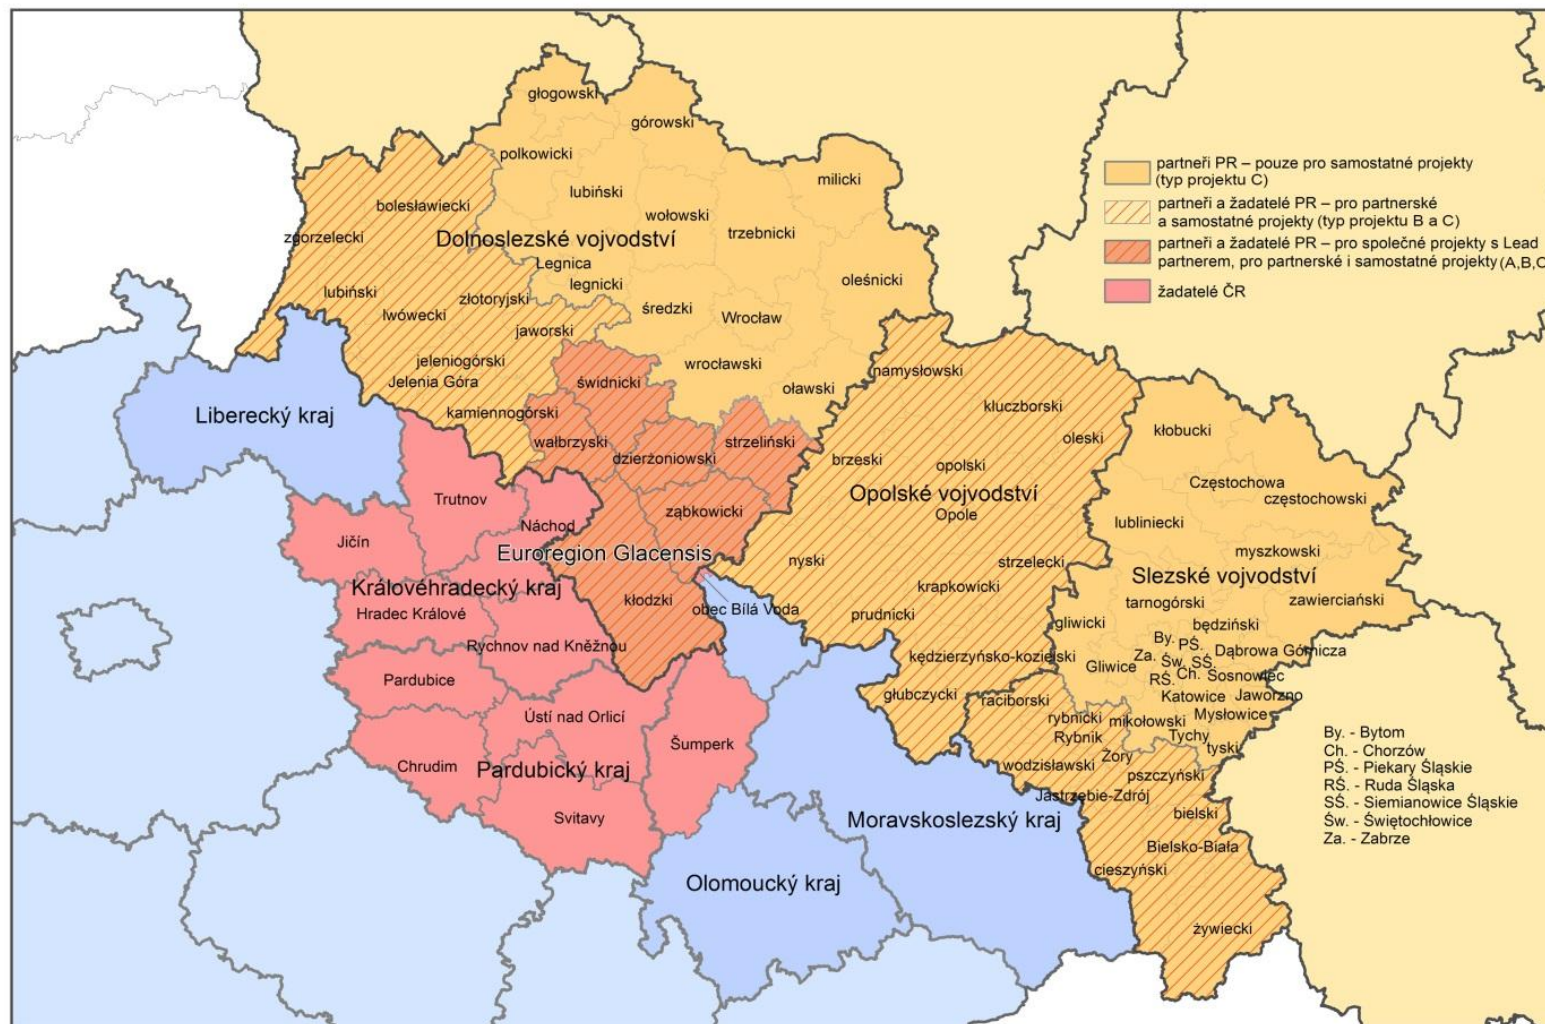 głogowski
górowski
polkowicki
milicki
lubiński
bolesławiecki
wołowski
trzebnicki
zgorzelecki
Dolnoslezské vojvodství
Legnica
legnicki
oleśnicki
lubiński
złotoryjski
lwówecki
średzki
Wrocław
jaworski
jeleniogórski
wrocławski
Jelenia Góra
świdnicki
oławski
namysłowski
kamiennogórski
kluczborski
Liberecký kraj
wałbrzyski
strzeliński
oleski
kłobucki
dzierżoniowski
brzeski
opolski
Częstochowa
częstochowski
Trutnov
Opolské vojvodství
Opole
ząbkowicki
Náchod
lubliniecki
Jičín
Euroregion Glacensis
nyski
strzelecki
myszkowski
Slezské vojvodství
Královéhradecký kraj
krapkowicki
kłodzki
obec Bílá Voda
tarnogórski
zawierciański
Hradec Králové
prudnicki
gliwicki
będziński
By.
PŚ.
Dąbrowa Górnicza
Rychnov nad Kněžnou
kędzierzyńsko-kozielski
Za.
Św.
SŚ.
Gliwice
Ch.
Sosnowiec
RŚ.
Pardubice
głubczycki
raciborski
Katowice
Jaworzno
Ústí nad Orlicí
rybnicki
mikołowski
Mysłowice
Rybnik
Tychy
Šumperk
tyski
Żory
Chrudim
Pardubický kraj
wodzisławski
pszczyński
Jastrzębie-Zdrój
Svitavy
Moravskoslezský kraj
bielski
Bielsko-Biała
cieszyński
Olomoucký kraj
żywiecki
partneři PR – pouze pro samostatné projekty
(typ projektu C)
partneři a žadatelé PR – pro partnerské
a samostatné projekty (typ projektu B a C)
partneři a žadatelé PR – pro společné projekty s Lead
partnerem, pro partnerské i samostatné projekty (A,B,C
žadatelé ČR
By. - Bytom
Ch. - Chorzów
PŚ. - Piekary Śląskie
RŚ. - Ruda Śląska
SŚ. - Siemianowice Śląskie
Św. - Świętochłowice
Za. - Zabrze